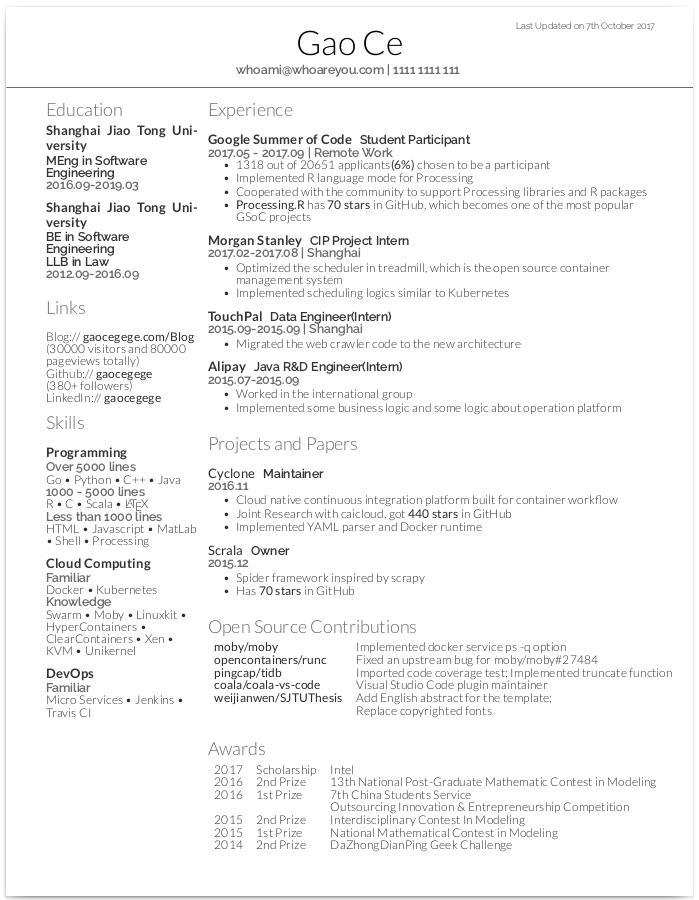 Last Updated on 7th October 2017
Gao Ce
whoami@whoareyou.com | 1111 1111 111
Education
Shanghai Jiao Tong Uni-
versity
MEng in Software
Engineering
2016.09-2019.03
Shanghai Jiao Tong Uni-
versity
BE in Software
Engineering
LLB in Law
2012.09-2016.09
Links
Blog:// gaocegege.com/Blog
(30000 visitors and 80000
pageviews totally)
Github:// gaocegege
(380+ followers)
LinkedIn:// gaocegege
Skills
Programming
Over 5000 lines
Go • Python • C++ • Java
1000 - 5000 lines
R • C • Scala • LATEX
Less than 1000 lines
HTML • Javascript • MatLab
• Shell • Processing
Cloud Computing
Familiar
Docker • Kubernetes
Knowledge
Swarm • Moby • Linuxkit •
HyperContainers •
ClearContainers • Xen •
KVM • Unikernel
DevOps
Familiar
Micro Services • Jenkins •
Travis CI
Experience
Google Summer of Code Student Participant
2017.05 - 2017.09 | Remote Work
• 1318 out of 20651 applicants(6%) chosen to be a participant
• Implemented R language mode for Processing
• Cooperated with the community to support Processing libraries and R packages
• Processing.R has 70 stars in GitHub, which becomes one of the most popular
GSoC projects
Morgan Stanley CIP Project Intern
2017.02-2017.08 | Shanghai
• Optimized the scheduler in treadmill, which is the open source container
management system
• Implemented scheduling logics similar to Kubernetes
TouchPal Data Engineer(Intern)
2015.09-2015.09 | Shanghai
• Migrated the web crawler code to the new architecture
Alipay Java R&D Engineer(Intern)
2015.07-2015.09
• Worked in the international group
• Implemented some business logic and some logic about operation platform
Projects and Papers
Cyclone Maintainer
2016.11
• Cloud native continuous integration platform built for container workflow
• Joint Research with caicloud, got 440 stars in GitHub
• Implemented YAML parser and Docker runtime
Scrala Owner
2015.12
• Spider framework inspired by scrapy
• Has 70 stars in GitHub
Open Source Contributions
moby/moby Implemented docker service ps -q option
opencontainers/runc Fixed an upstream bug for moby/moby#27484
pingcap/tidb Imported code coverage test; Implemented truncate function
coala/coala-vs-code Visual Studio Code plugin maintainer
weijianwen/SJTUThesis Add English abstract for the template;
Replace copyrighted fonts
Awards
2017 Scholarship Intel
2016 2nd Prize 13th National Post-Graduate Mathematic Contest in Modeling
2016 1st Prize 7th China Students Service
Outsourcing Innovation & Entrepreneurship Competition
2015 2nd Prize Interdisciplinary Contest In Modeling
2015 1st Prize National Mathematical Contest in Modeling
2014 2nd Prize DaZhongDianPing Geek Challenge